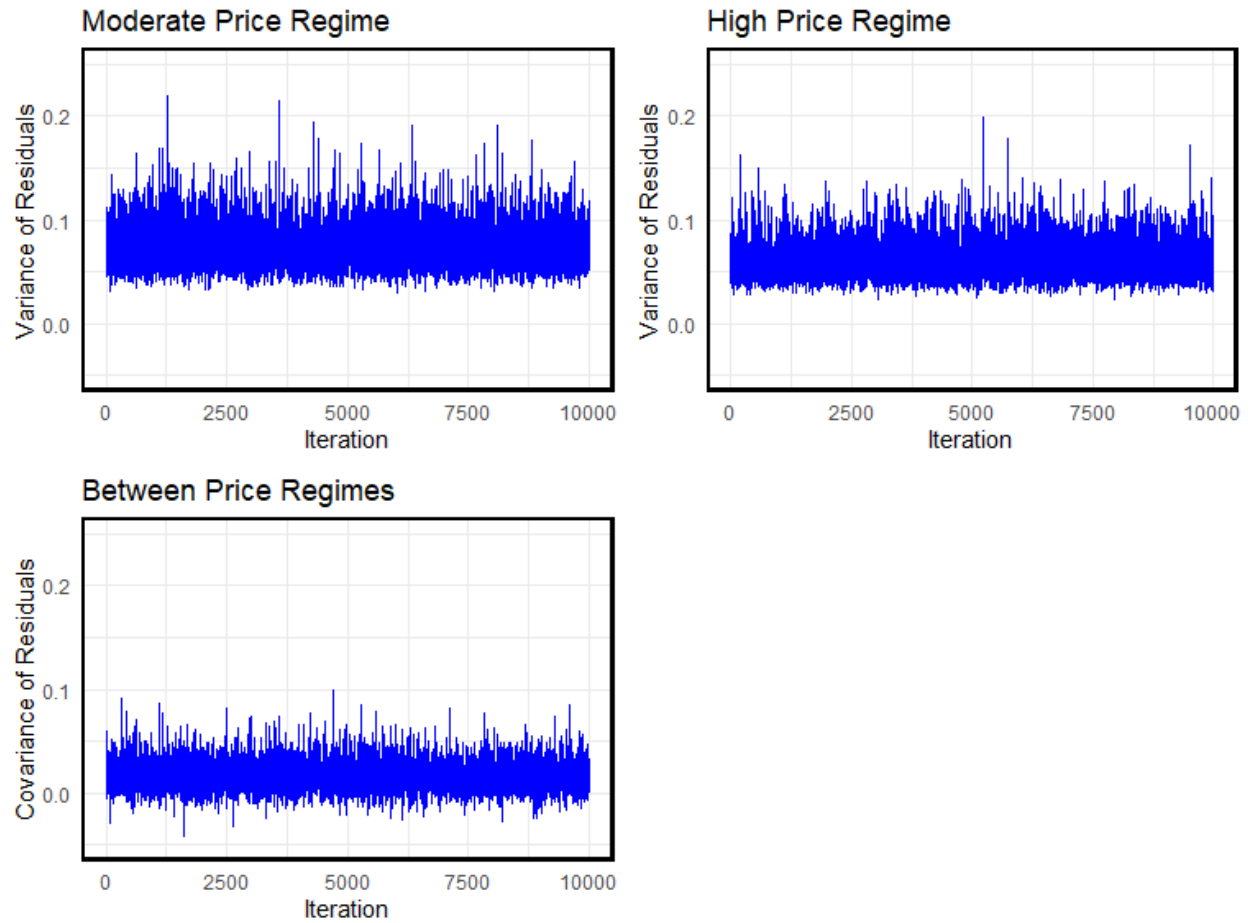 Moderate Price Regime
Variance of Residuals
0.2
0.1
0.0
0
2500
5000
7500
10000
Iteration
High Price Regime
Variance of Residuals
0.2
0.1
0.0
0
2500
5000
7500
10000
Iteration
Between Price Regimes
Covariance of Residuals
0.2
0.1
0.0
0
2500
5000
7500
10000
Iteration